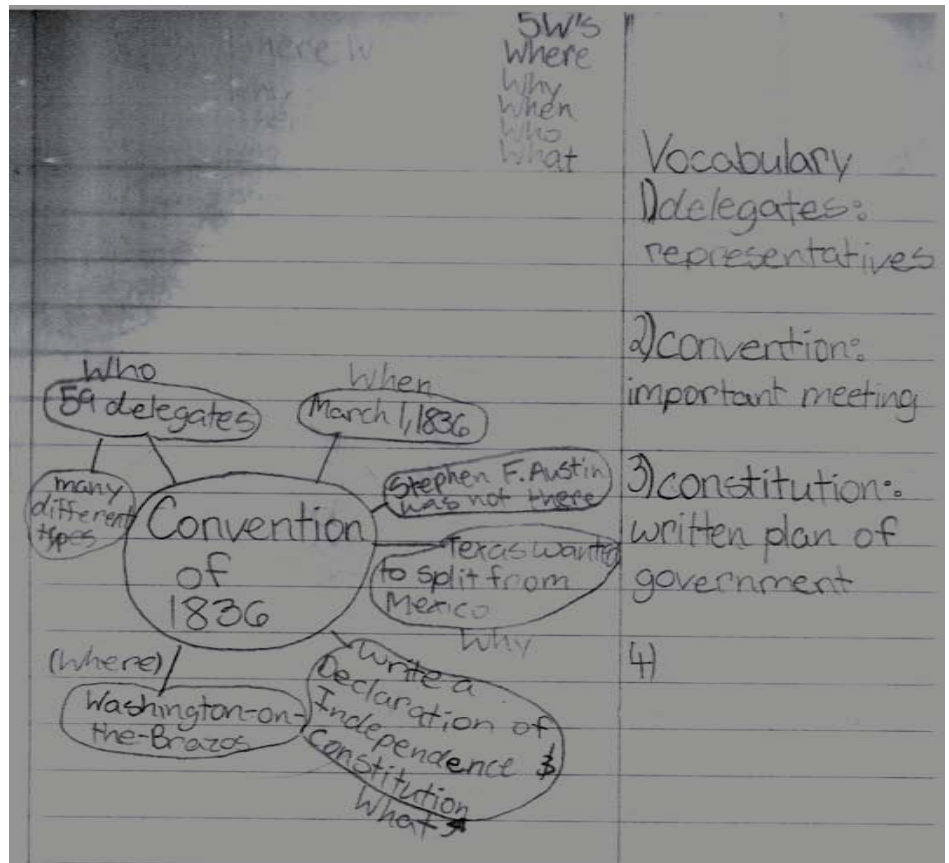 5W's
Where
Why
When
Who
What
Who
59 delegates
many
different
types
When
March 1, 1836
Stephen F. Austin
was not there
Convention
of
1836
Texas wanted
to split from
Mexico
Why
(Where)
Washington-on-
the-Brazos
Write a
Declaration of
Independence &
Constitution
What
Vocabulary
1) delegates:
representatives
2) convention:
important meeting
3) constitution:
written plan of
government
4)